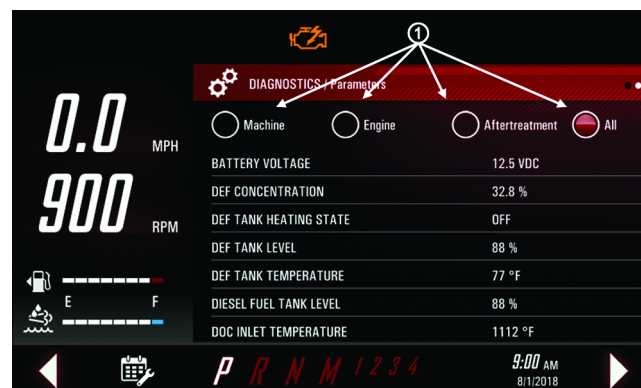 1
DIAGNOSTICS / Parameters
Machine Engine Aftertreatment All
0.0 MPH
900 RPM
BATTERY VOLTAGE 12.5 VDC
DEF CONCENTRATION 32.8 %
DEF TANK HEATING STATE OFF
DEF TANK LEVEL 88 %
DEF TANK TEMPERATURE 77 °F
DIESEL FUEL TANK LEVEL 88 %
DOC INLET TEMPERATURE 1112 °F
E F
P R N M 1 2 3 4
9:00 AM
8/1/2018